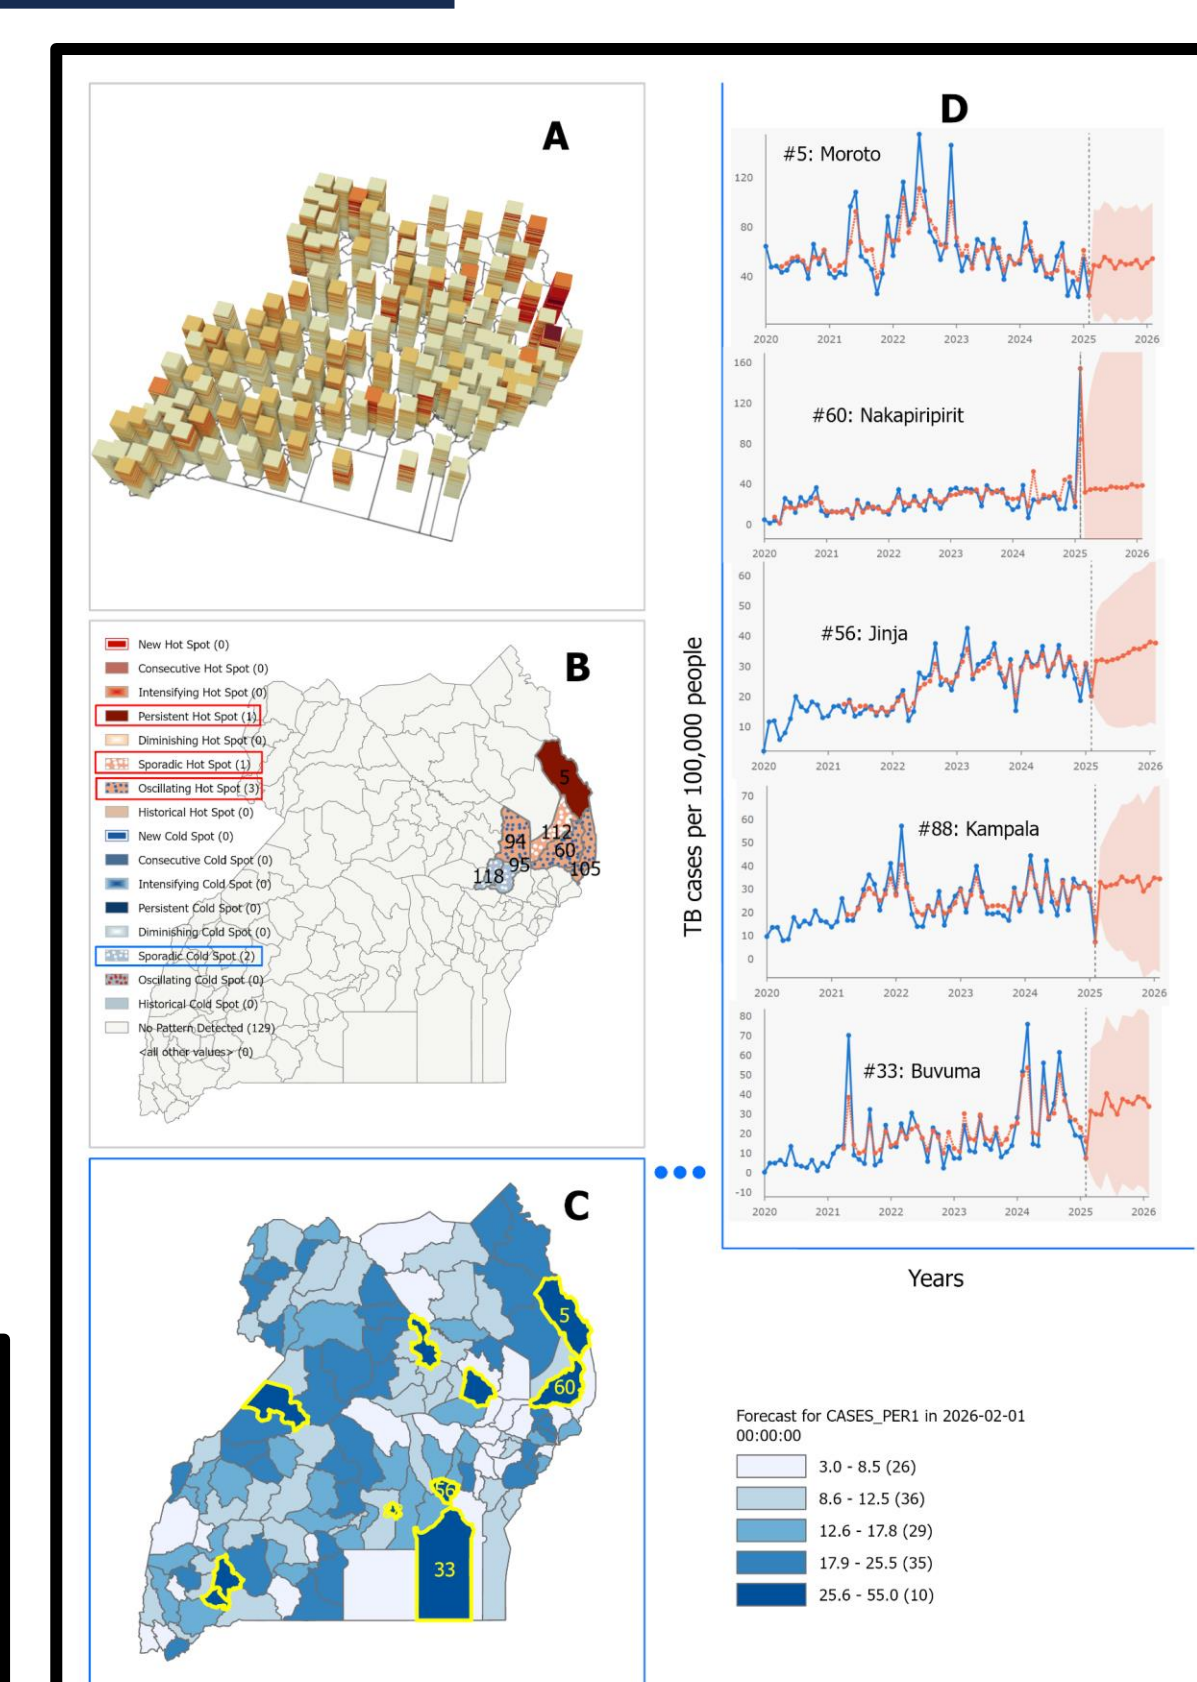 A
B
New Hot Spot (0)
Consecutive Hot Spot (0)
Intensifying Hot Spot (0)
Persistent Hot Spot (1)
Diminishing Hot Spot (0)
Sporadic Hot Spot (1)
Oscillating Hot Spot (3)
Historical Hot Spot (0)
New Cold Spot (0)
Consecutive Cold Spot (0)
Intensifying Cold Spot (0)
Persistent Cold Spot (0)
Diminishing Cold Spot (0)
Sporadic Cold Spot (2)
Oscillating Cold Spot (0)
Historical Cold Spot (0)
No Pattern Detected (129)
<all other values> (0)
5
112
94
60
95
105
118
C
5
60
56
33
D
#5: Moroto
120
80
40
2020 2021 2022 2023 2024 2025 2026
#60: Nakapiripirit
160
120
80
40
0
2020 2021 2022 2023 2024 2025 2026
#56: Jinja
60
50
40
30
20
10
2020 2021 2022 2023 2024 2025 2026
#88: Kampala
70
60
50
40
30
20
10
0
2020 2021 2022 2023 2024 2025 2026
#33: Buvuma
80
70
60
50
40
30
20
10
0
-10
2020 2021 2022 2023 2024 2025 2026
TB cases per 100,000 people
Years
Forecast for CASES_PER1 in 2026-02-01
00:00:00
3.0 - 8.5 (26)
8.6 - 12.5 (36)
12.6 - 17.8 (29)
17.9 - 25.5 (35)
25.6 - 55.0 (10)